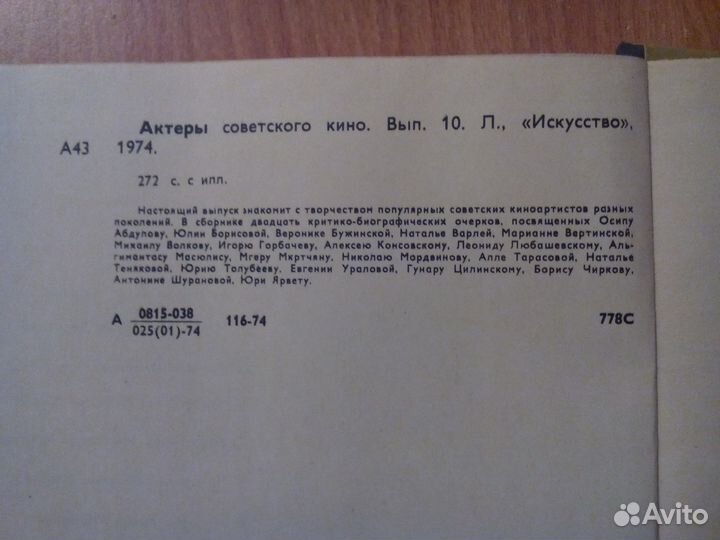 Актеры советского кино. Вып. 10. Л., «Искусство»,
А43 1974.
272 с. с илл.
Настоящий выпуск знакомит с творчеством популярных советских киноартистов разных
поколений. В сборнике двадцать критико-биографических очерков, посвященных Осипу
Абдулову, Юлии Борисовой, Веронике Бужинской, Наталье Варлей, Марианне Вертинской,
Михаилу Волкову, Игорю Горбачеву, Алексею Консовскому, Леониду Любашевскому, Аль-
гимантасу Масюлису, Мгеру Мкртчяну, Николаю Мордвинову, Алле Тарасовой, Наталье
Теняковой, Юрию Толубееву, Евгении Ураловой, Гунару Цилинскому, Борису Чиркову,
Антонине Шурановой, Юри Ярвету.
А 0815-038 116-74 778С
025(01)-74
Avito